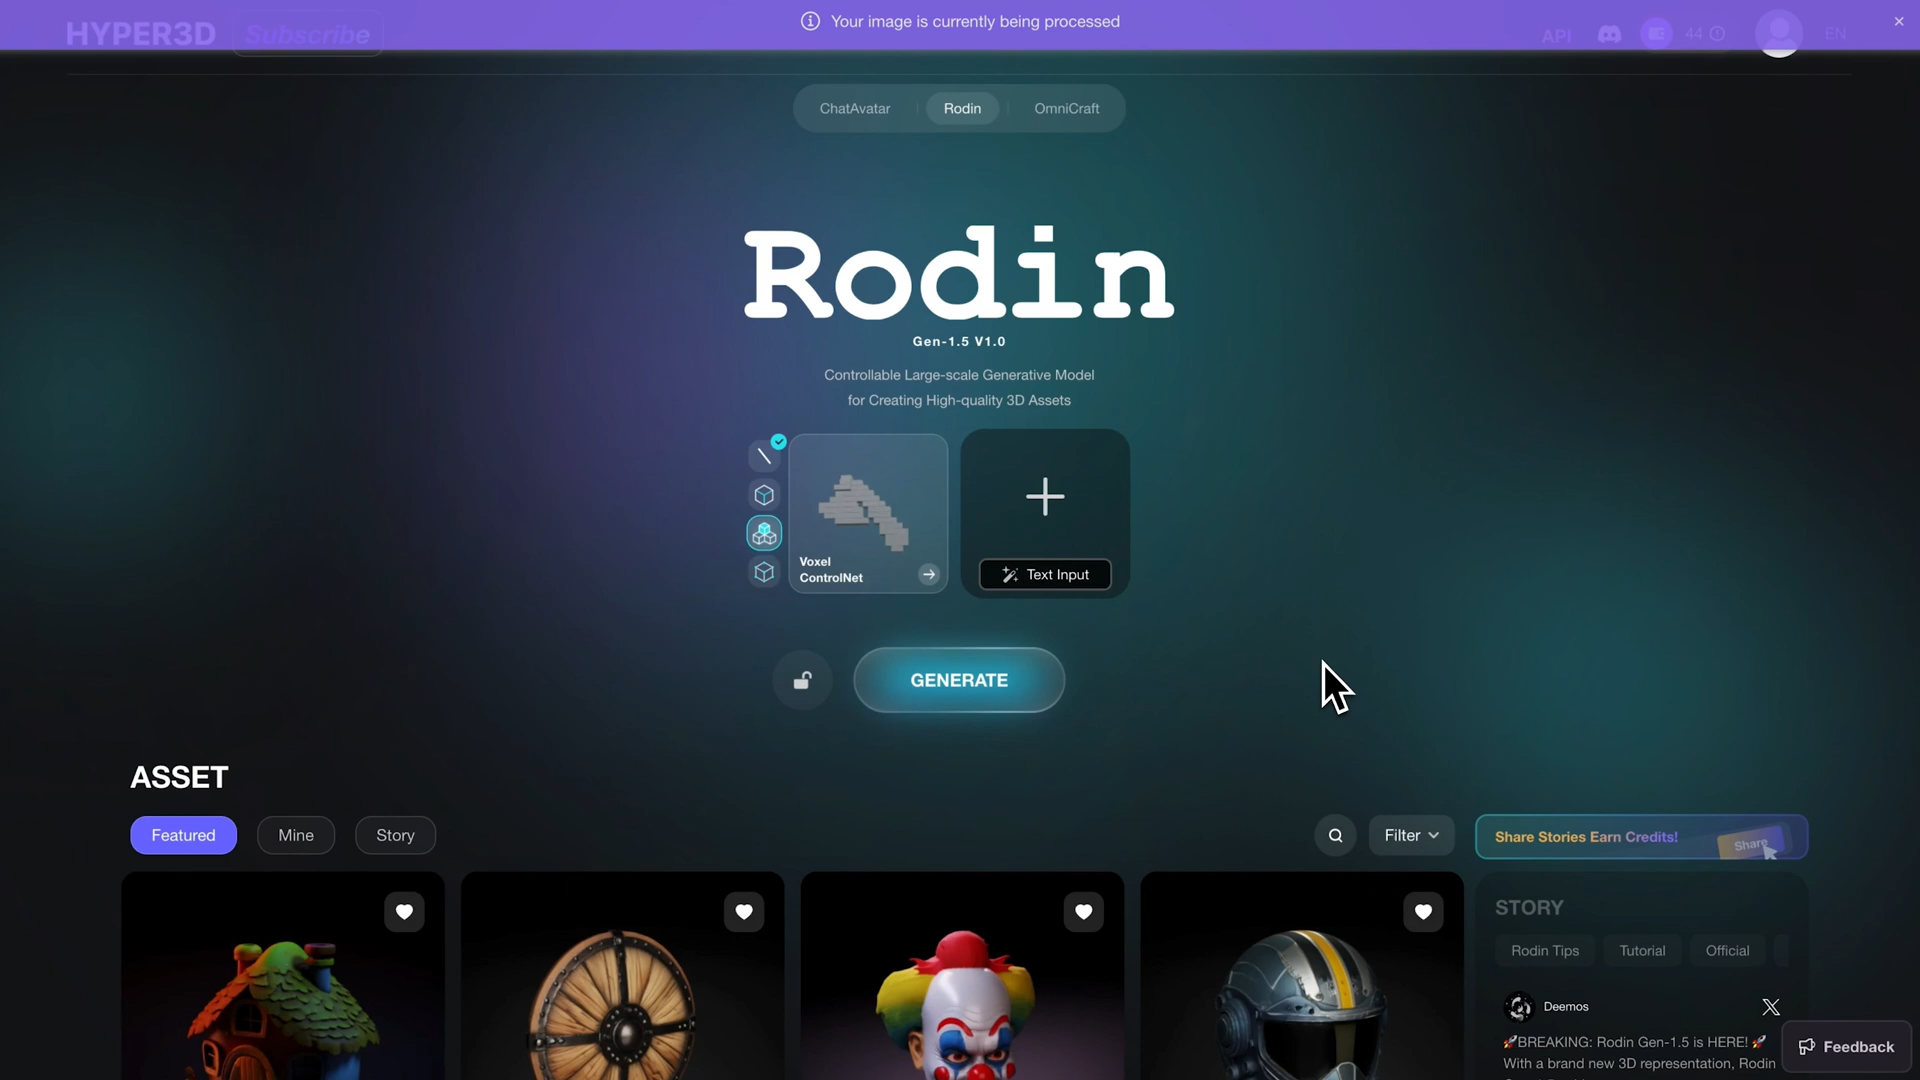 Your image is currently being processed
HYPER3D
Subscribe
API
44
EN
ChatAvatar
Rodin
OmniCraft
Rodin
Gen-1.5 V1.0
Controllable Large-scale Generative Model
for Creating High-quality 3D Assets
Voxel
ControlNet
Text Input
GENERATE
ASSET
Featured
Mine
Story
Filter
Share Stories Earn Credits!
Share
STORY
Rodin Tips
Tutorial
Official
Deemos
🚀BREAKING: Rodin Gen-1.5 is HERE! 🚀
With a brand new 3D representation, Rodin
Feedback